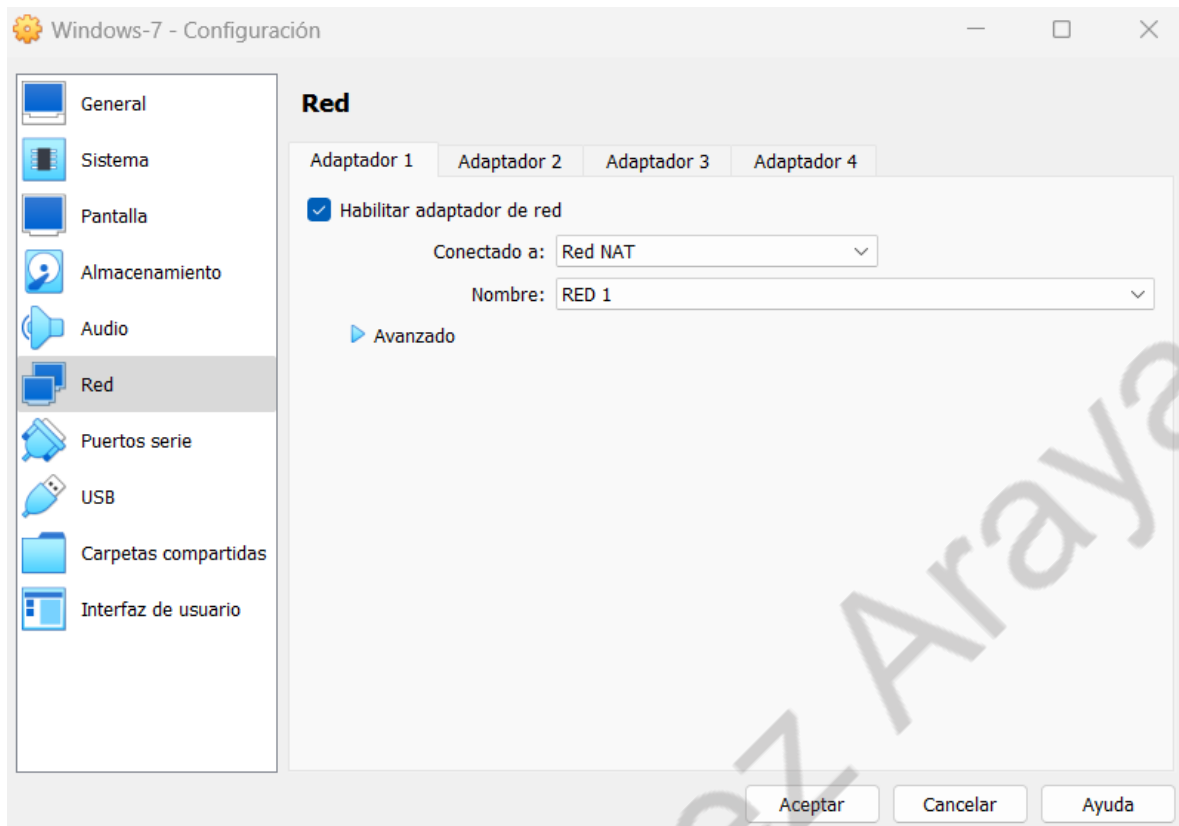 Windows-7 - Configuración
General
Sistema
Pantalla
Almacenamiento
Audio
Red
Puertos serie
USB
Carpetas compartidas
Interfaz de usuario
Red
Adaptador 1 Adaptador 2 Adaptador 3 Adaptador 4
Habilitar adaptador de red
Conectado a: Red NAT
Nombre: RED 1
Avanzado
Aceptar Cancelar Ayuda
Araya